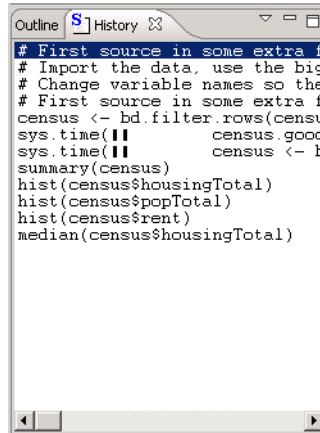 Outline S History
# First source in some extra f
# Import the data, use the big
# Change variable names so the
# First source in some extra f
census <- bd.filter.rows(censu
sys.time( census.good
sys.time( census <- b
summary(census)
hist(census$housingTotal)
hist(census$popTotal)
hist(census$rent)
median(census$housingTotal)